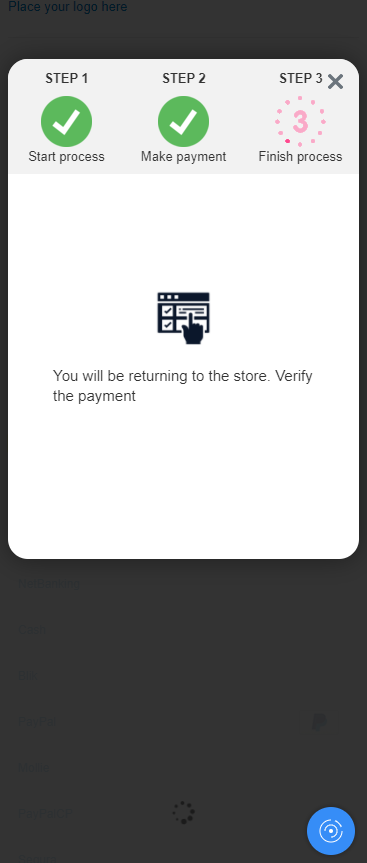 Place your logo here
STEP 1
STEP 2
STEP 3
3
Start process
Make payment
Finish process
You will be returning to the store. Verify
the payment